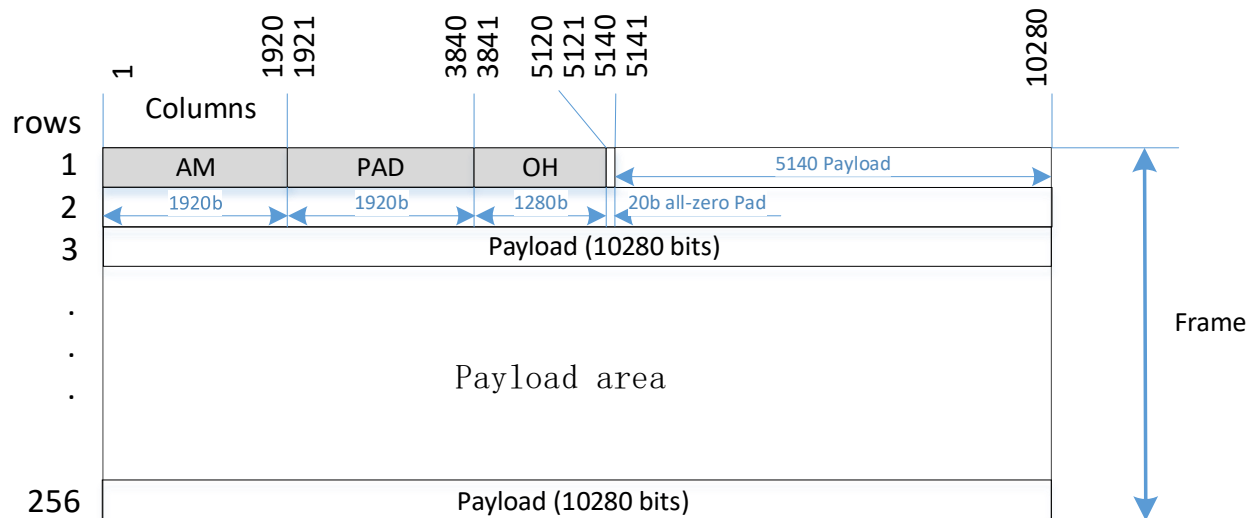 1
1920
1921
3840
3841
5120
5121
5140
5141
10280
Columns
rows
1
AM
PAD
OH
5140 Payload
2
1920b
1920b
1280b
20b all-zero Pad
3
Payload (10280 bits)
.
.
.
Frame
Payload area
256
Payload (10280 bits)